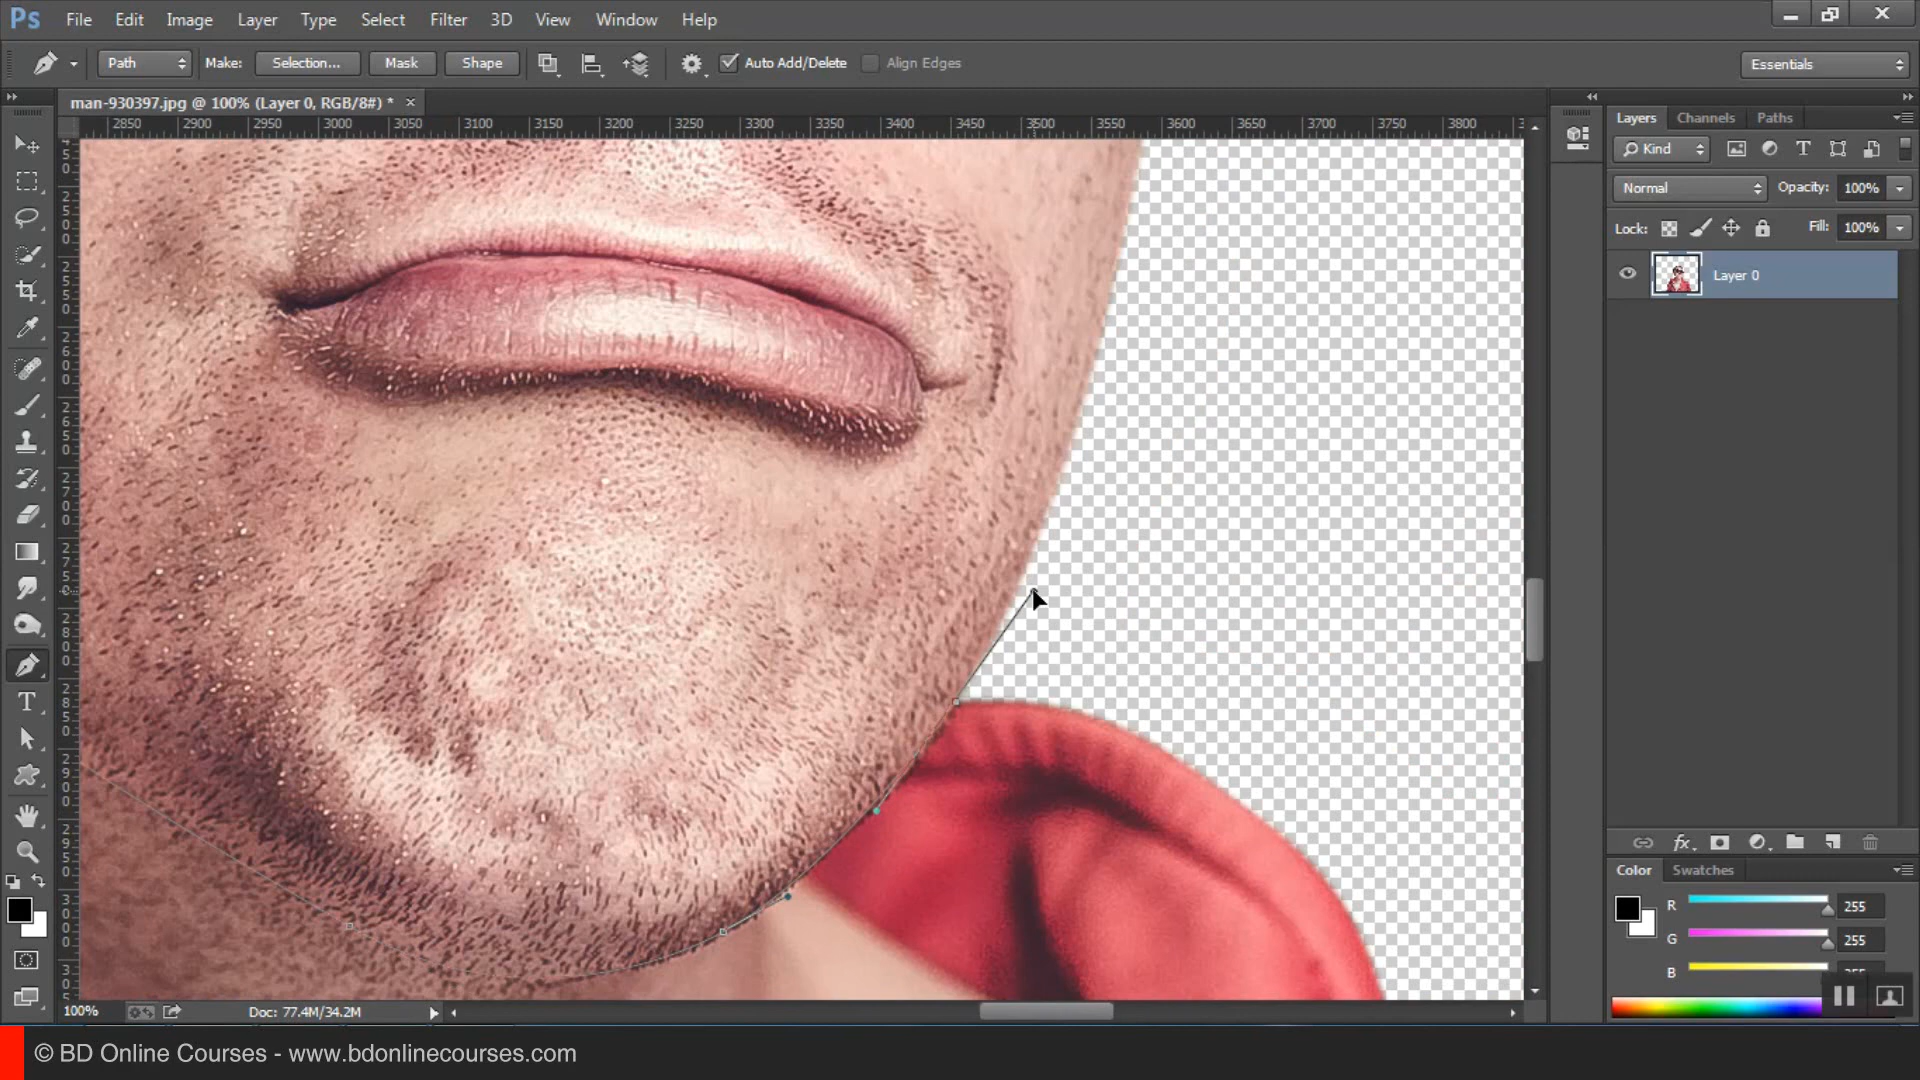 Ps File Edit Image Layer Type Select Filter 3D View Window Help
Path Make: Selection... Mask Shape Auto Add/Delete Align Edges Essentials
man-930397.jpg @ 100% (Layer 0, RGB/8#) * ×
2850 2900 2950 3000 3050 3100 3150 3200 3250 3300 3350 3400 3450 3500 3550 3600 3650 3700 3750 3800
Layers Channels Paths
Kind
Normal Opacity: 100%
Lock: Fill: 100%
Layer 0
Color Swatches
R 255
G 255
B
100% Doc: 77.4M/34.2M
© BD Online Courses - www.bdonlinecourses.com